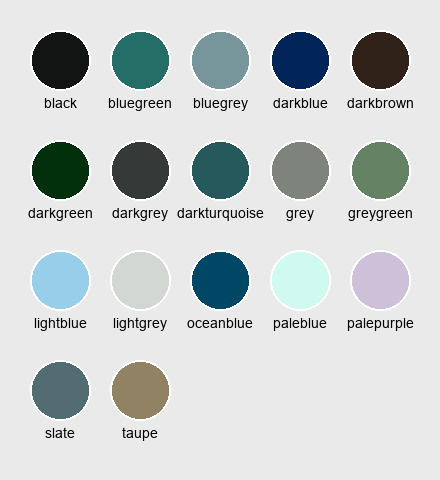 black bluegreen bluegrey darkblue darkbrown
darkgreen darkgrey darkturquoise grey greygreen
lightblue lightgrey oceanblue paleblue palepurple
slate taupe